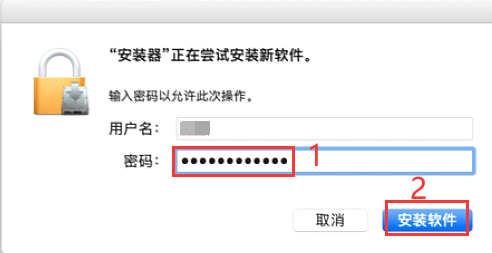 “安装器”正在尝试安装新软件。
输入密码以允许此次操作。
用户名：
密码： ●●●●●●●●●●●● 1
2
取消 安装软件